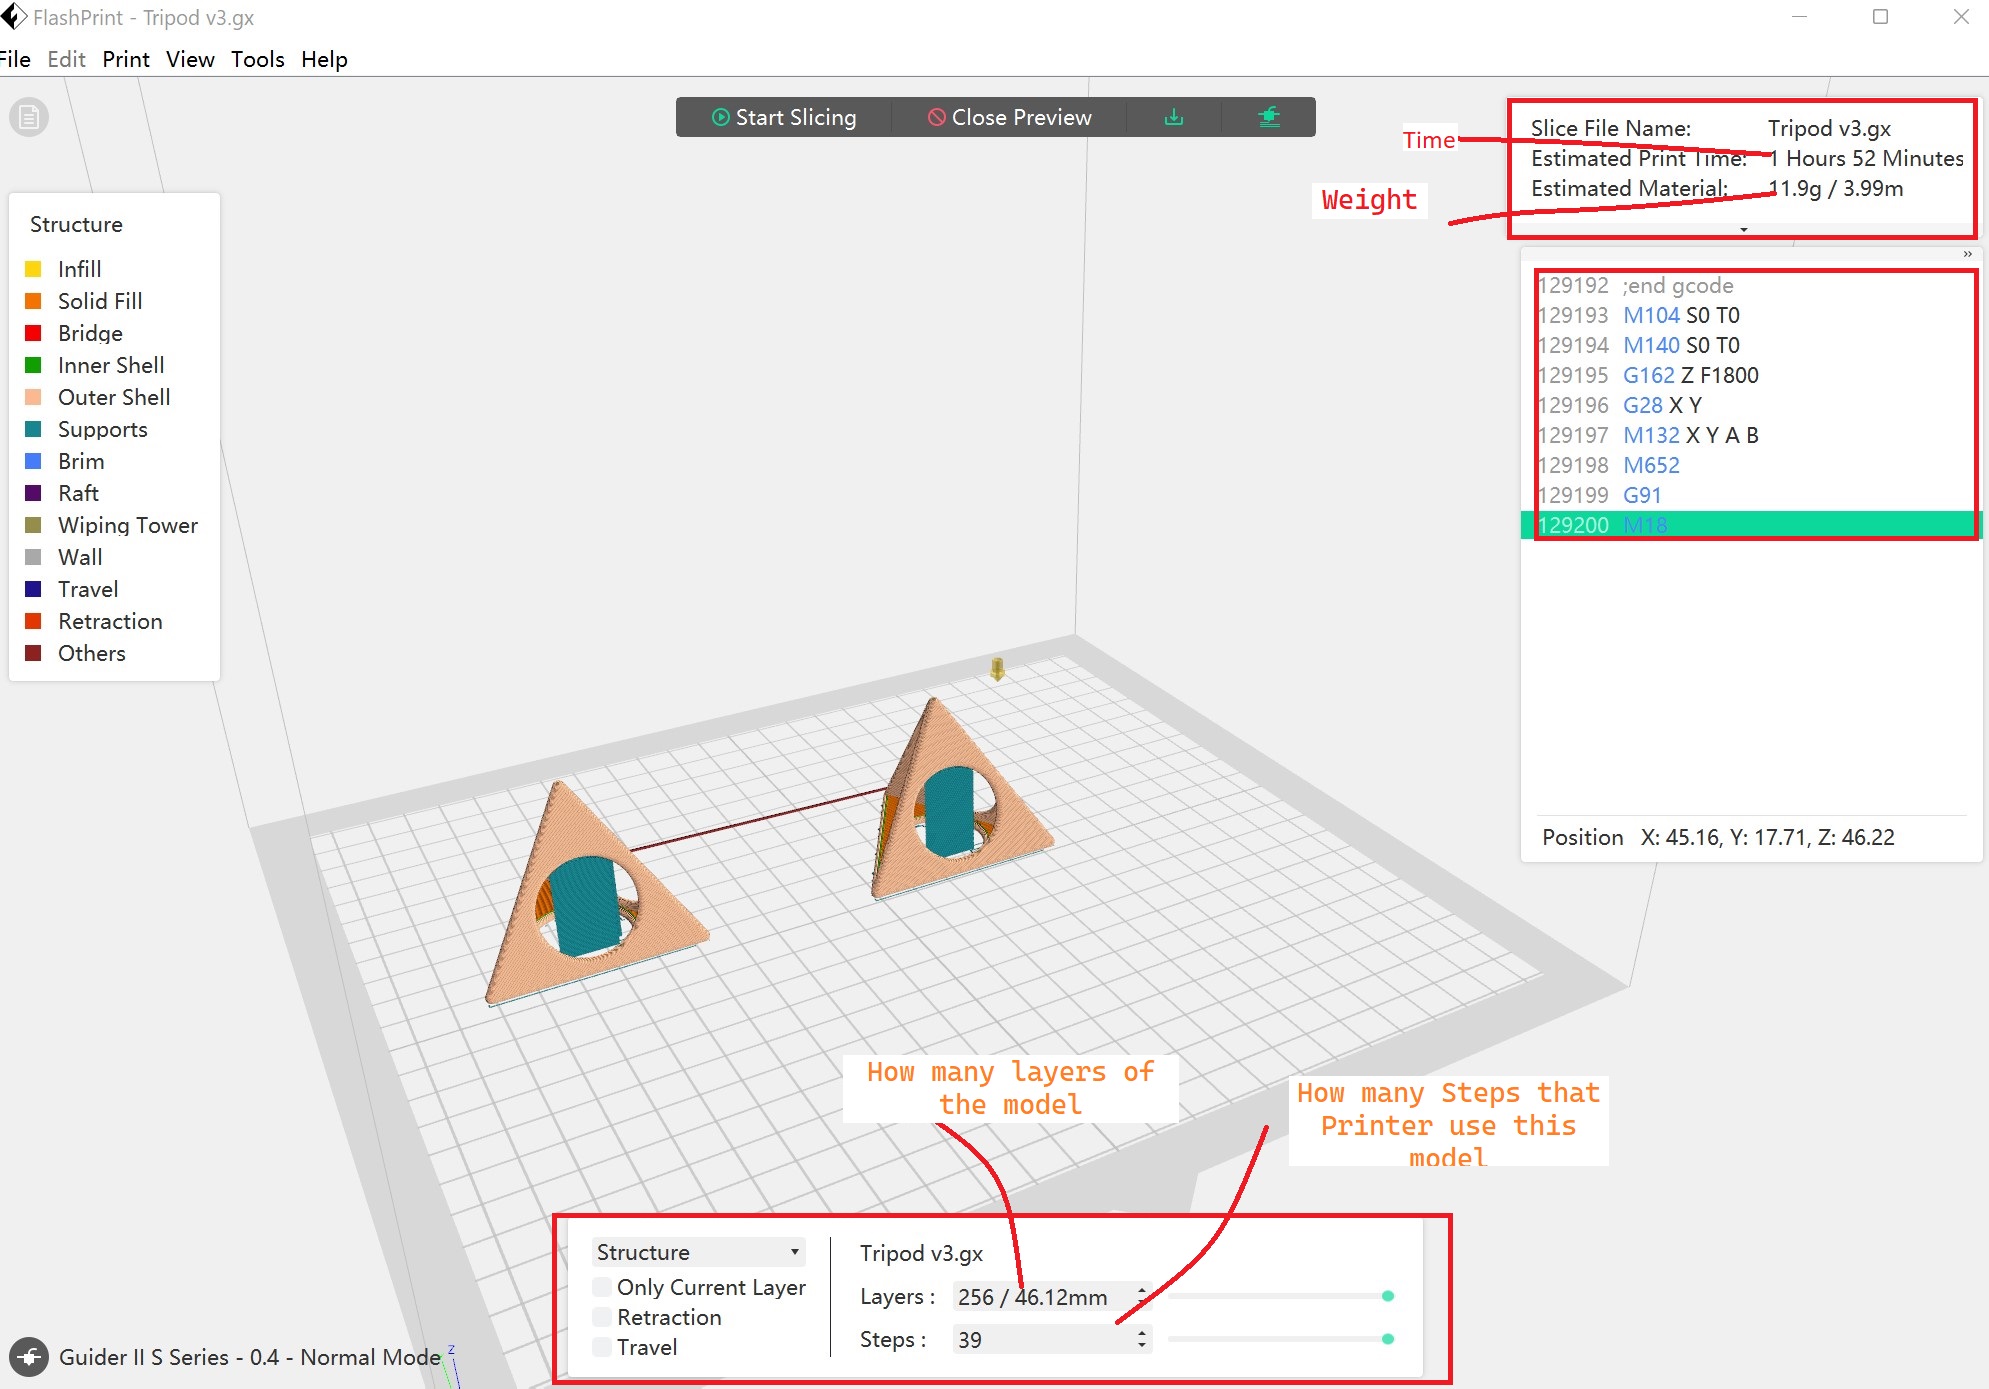 FlashPrint - Tripod v3.gx
File Edit Print View Tools Help
Start Slicing
Close Preview
Time
Weight
Slice File Name: Tripod v3.gx
Estimated Print Time: 1 Hours 52 Minutes
Estimated Material: 11.9g / 3.99m
Structure
Infill
Solid Fill
Bridge
Inner Shell
Outer Shell
Supports
Brim
Raft
Wiping Tower
Wall
Travel
Retraction
Others
»
129192 ;end gcode
129193 M104 S0 T0
129194 M140 S0 T0
129195 G162 Z F1800
129196 G28 X Y
129197 M132 X Y A B
129198 M652
129199 G91
129200 M18
Position X: 45.16, Y: 17.71, Z: 46.22
How many layers of
the model
How many Steps that
Printer use this
model
Structure
Only Current Layer
Retraction
Travel
Tripod v3.gx
Layers : 256 / 46.12mm
Steps : 39
Guider II S Series - 0.4 - Normal Mode
z